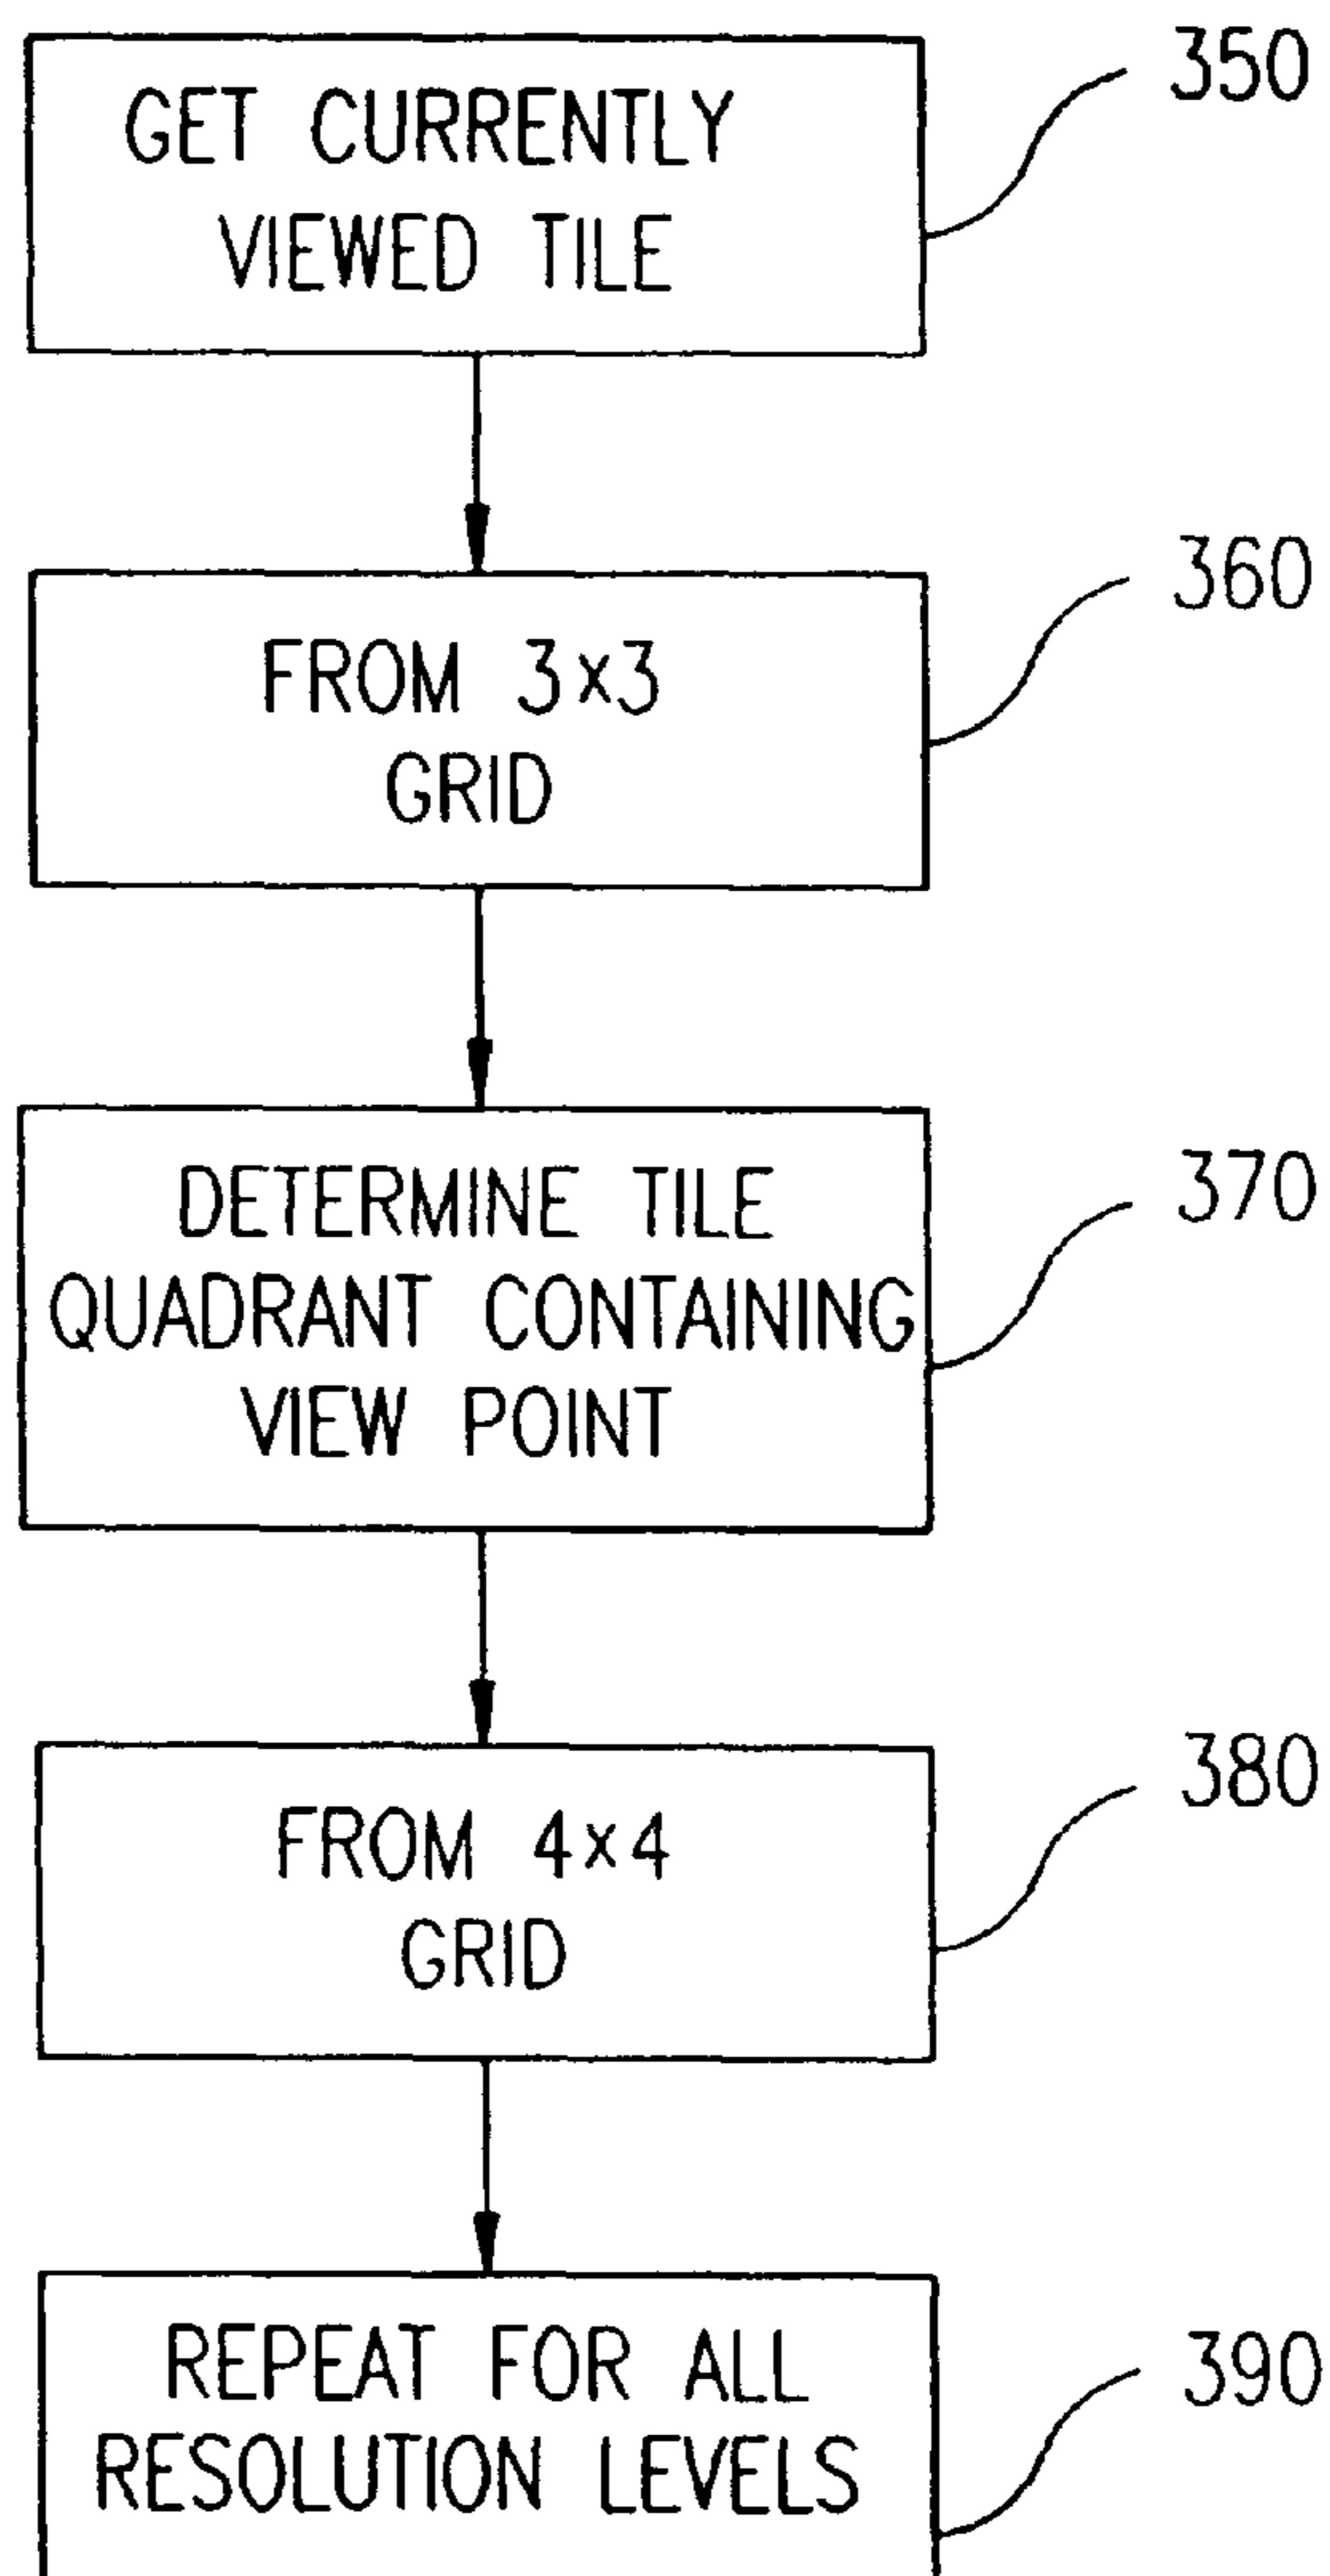 GET CURRENTLY
VIEWED TILE
350
FROM 3x3
GRID
360
DETERMINE TILE
QUADRANT CONTAINING
VIEW POINT
370
FROM 4x4
GRID
380
REPEAT FOR ALL
RESOLUTION LEVELS
390